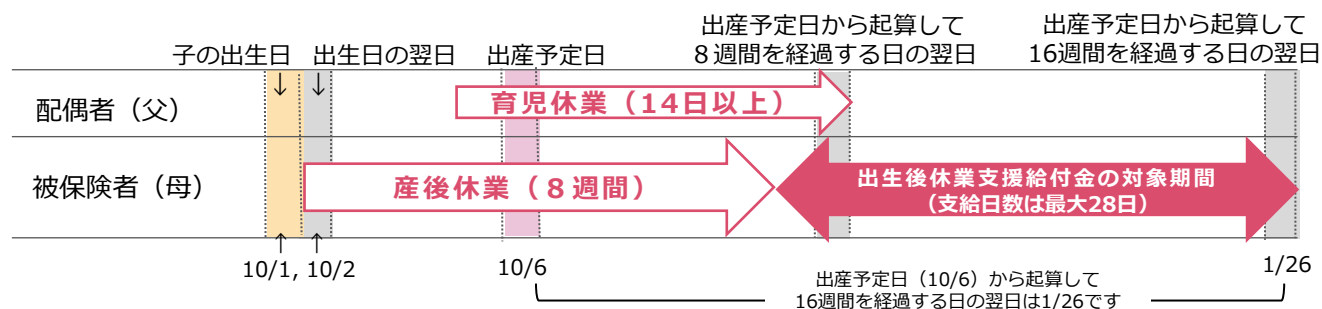 子の出生日
出生日の翌日
出産予定日
出産予定日から起算して
８週間を経過する日の翌日
出産予定日から起算して
16週間を経過する日の翌日
↓
↓
配偶者（父）
育児休業（14日以上）
被保険者（母）
産後休業（８週間）
出生後休業支援給付金の対象期間
（支給日数は最大28日）
↑
↑
10/1, 10/2
10/6
1/26
出産予定日（10/6）から起算して
16週間を経過する日の翌日は1/26です